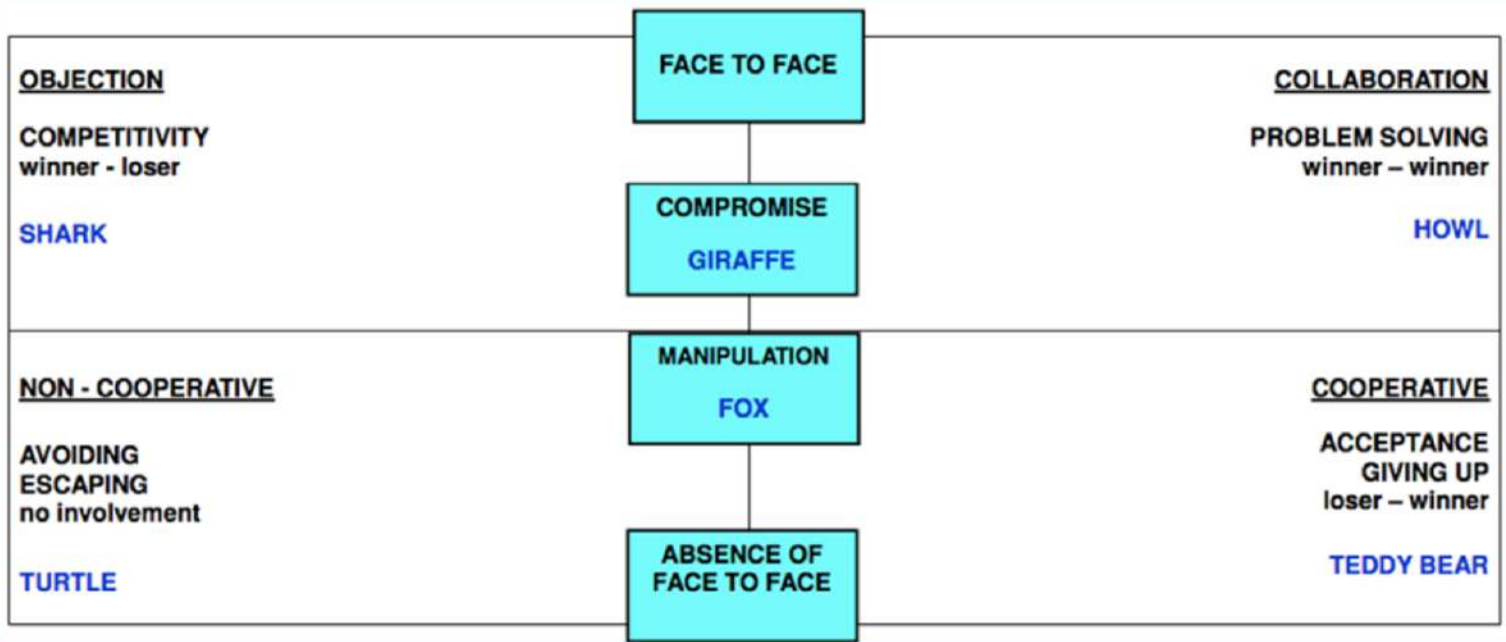 FACE TO FACE
OBJECTION
COMPETITIVITY
winner - loser
SHARK
COLLABORATION
PROBLEM SOLVING
winner – winner
HOWL
COMPROMISE
GIRAFFE
MANIPULATION
FOX
NON - COOPERATIVE
AVOIDING
ESCAPING
no involvement
TURTLE
COOPERATIVE
ACCEPTANCE
GIVING UP
loser – winner
TEDDY BEAR
ABSENCE OF
FACE TO FACE